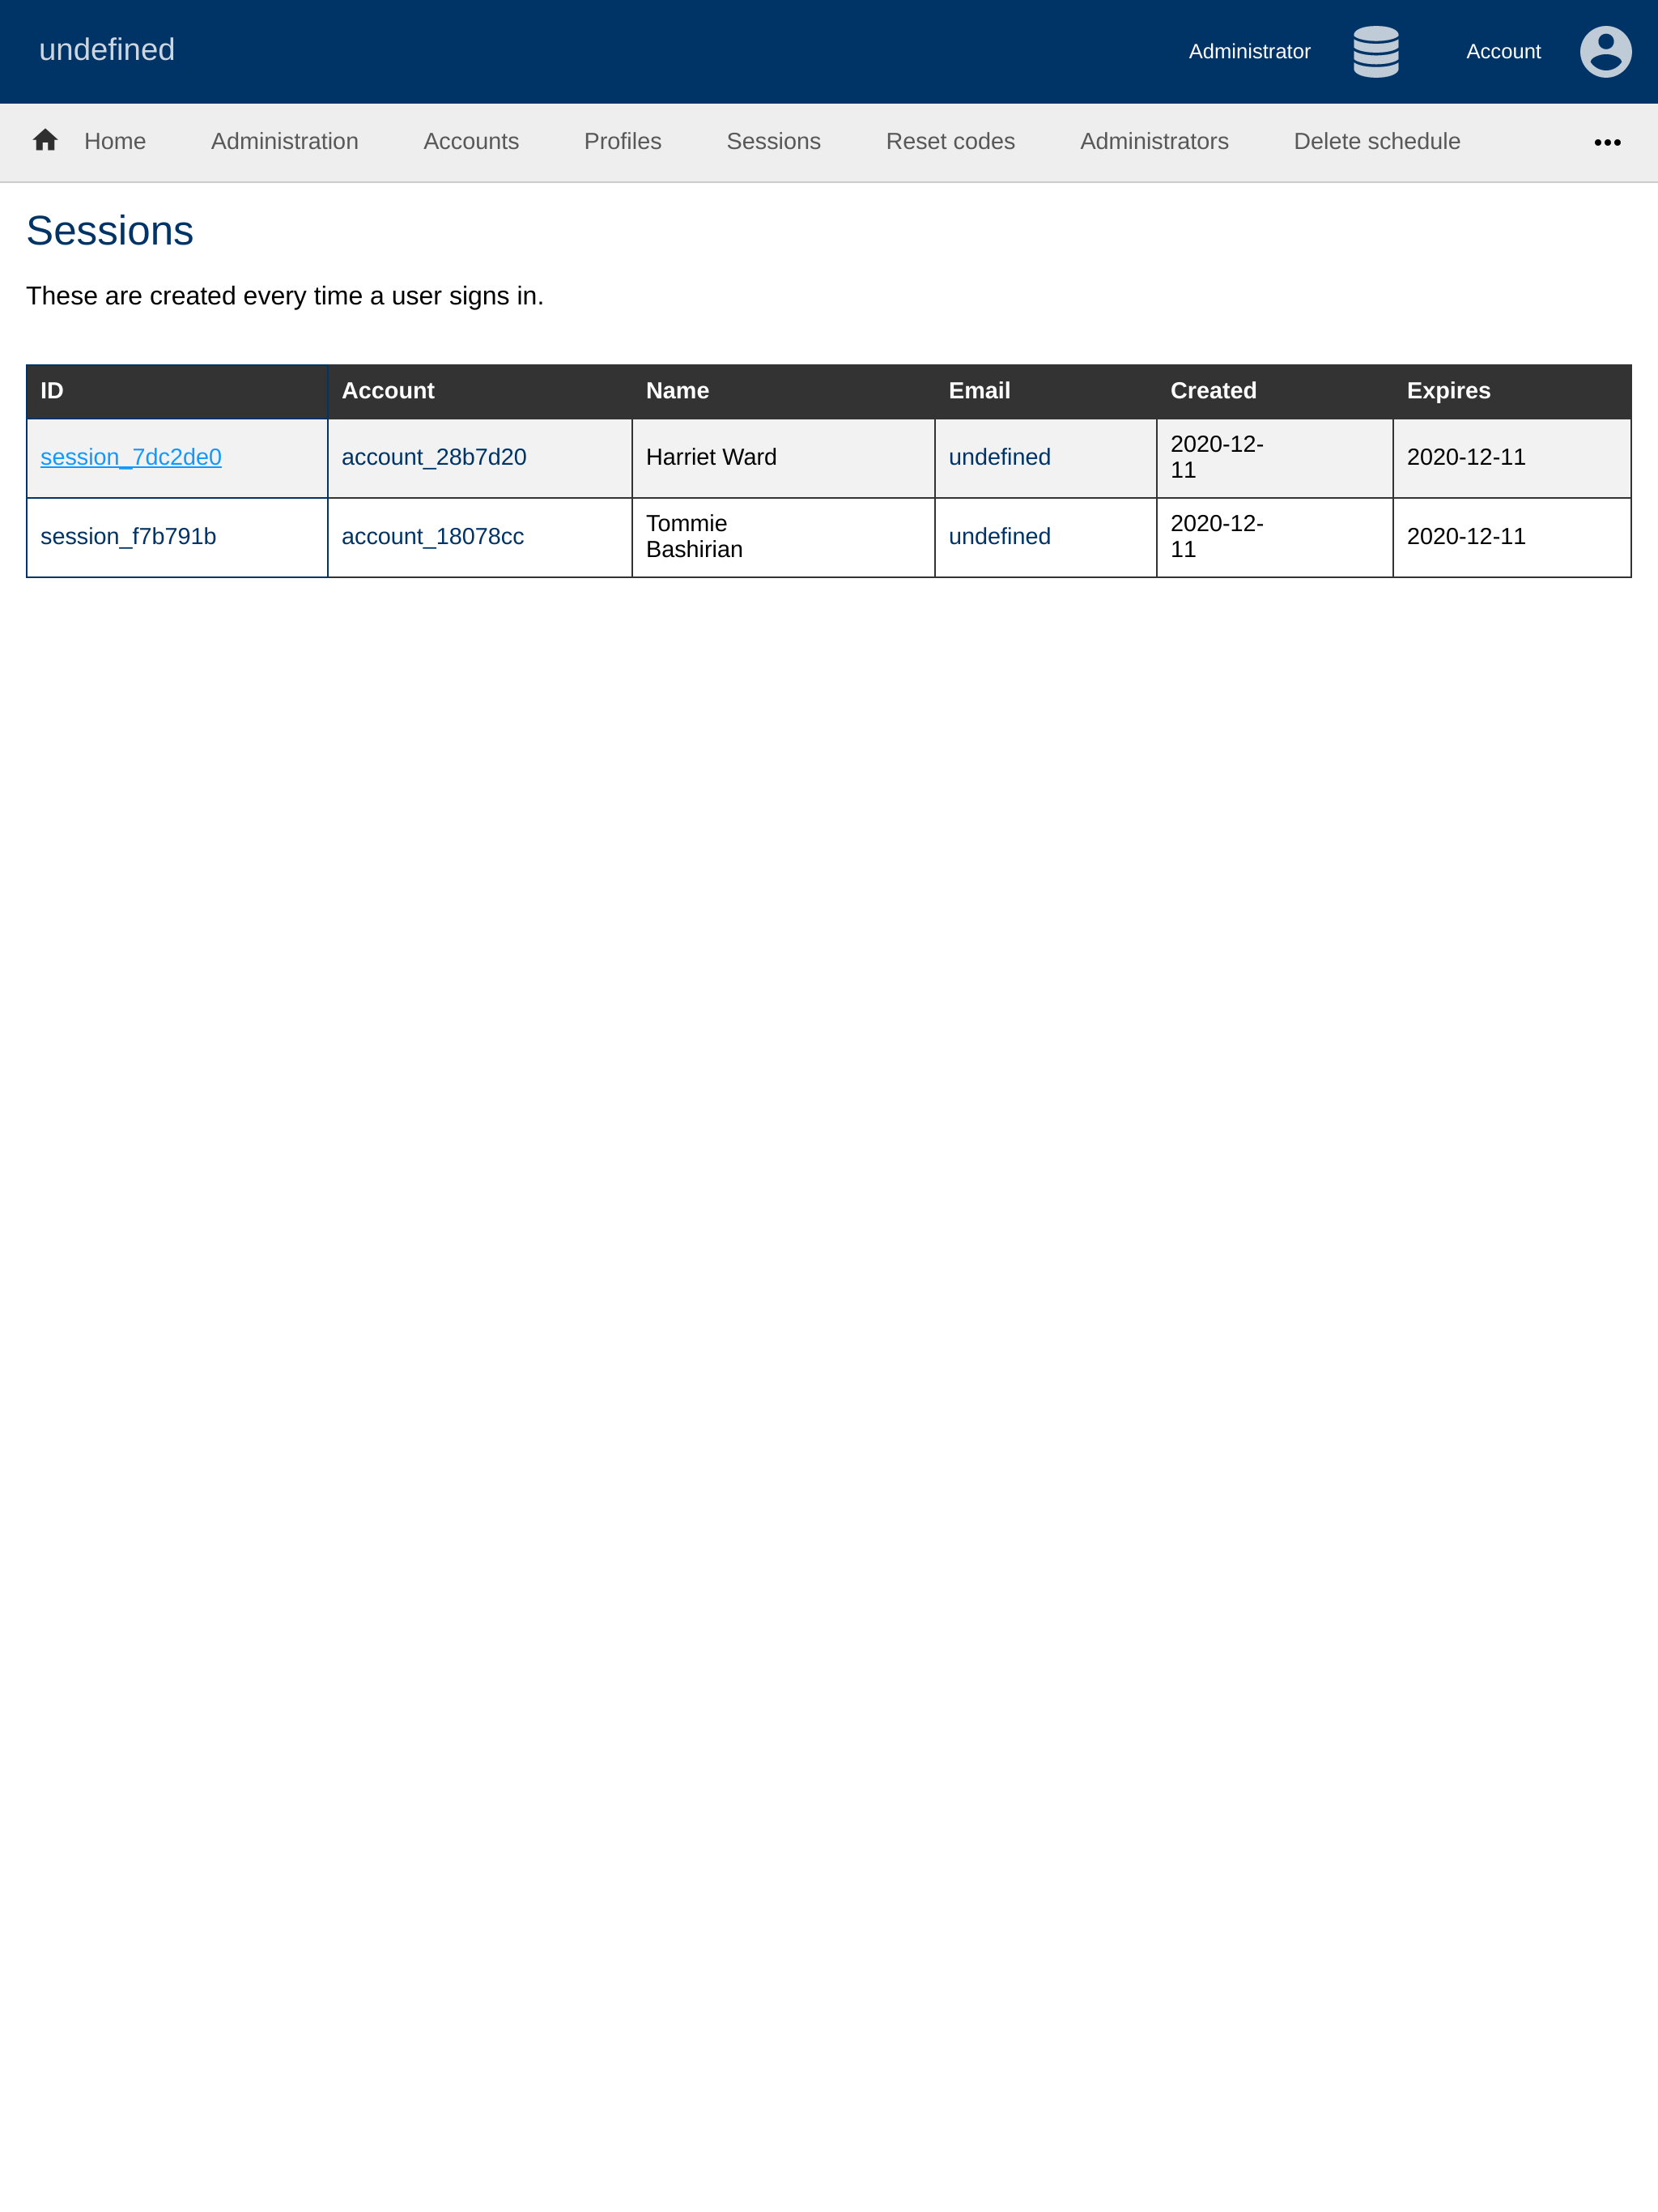 undefined
Administrator
Account
Home Administration Accounts Profiles Sessions Reset codes Administrators Delete schedule
Sessions
These are created every time a user signs in.
ID Account Name Email Created Expires
session_7dc2de0 account_28b7d20 Harriet Ward undefined 2020-12-
11 2020-12-11
session_f7b791b account_18078cc Tommie
Bashirian undefined 2020-12-
11 2020-12-11